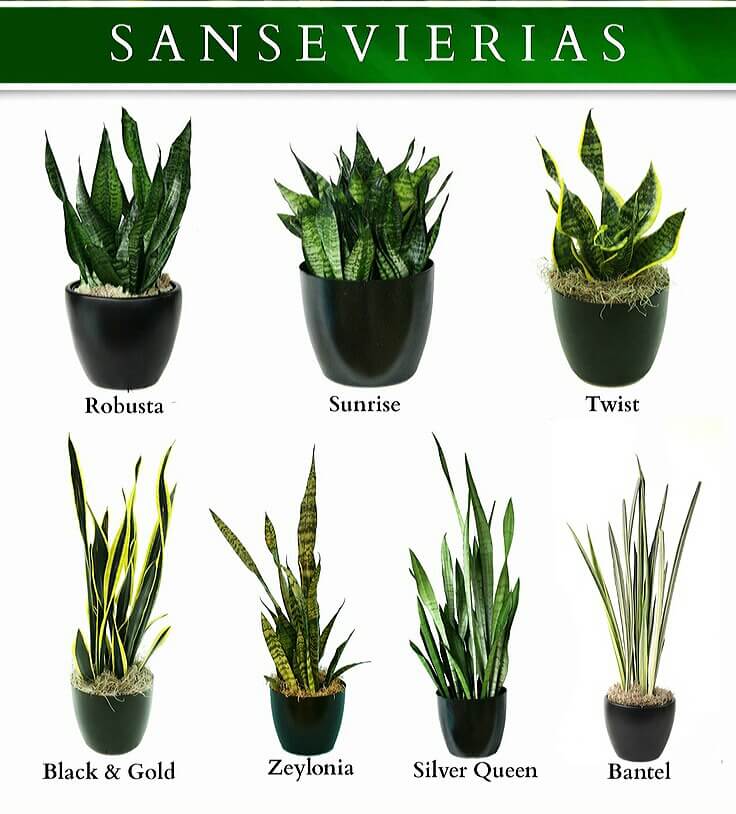 SANSEVIERIAS
Robusta
Sunrise
Twist
Black & Gold
Zeylonia
Silver Queen
Bantel